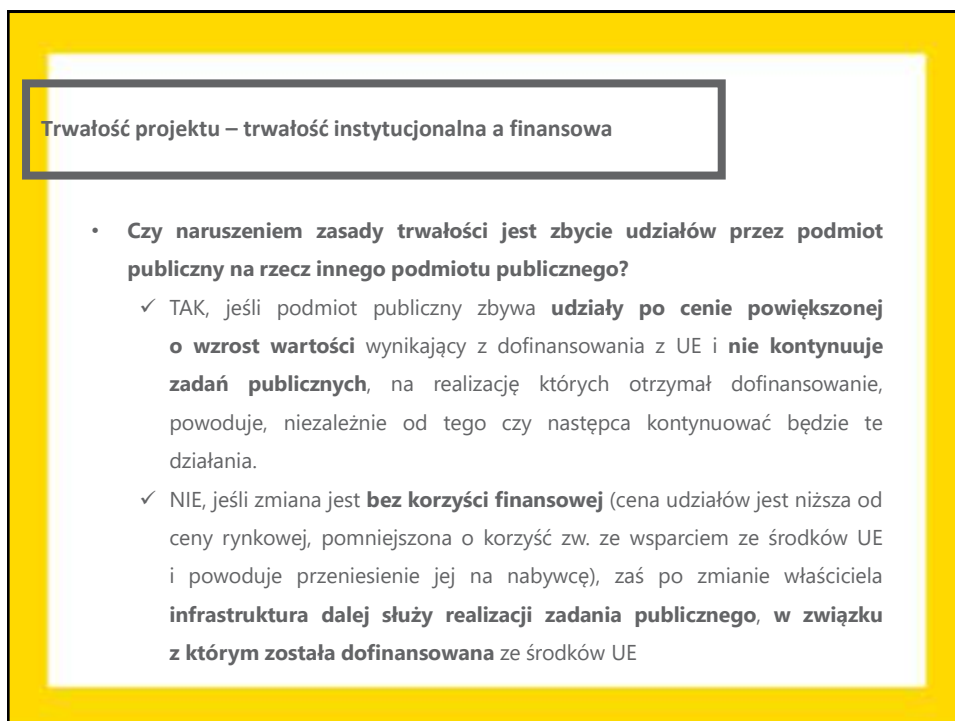 Trwałość projektu – trwałość instytucjonalna a finansowa
• Czy naruszeniem zasady trwałości jest zbycie udziałów przez podmiot
publiczny na rzecz innego podmiotu publicznego?
✓ TAK, jeśli podmiot publiczny zbywa udziały po cenie powiększonej
o wzrost wartości wynikający z dofinansowania z UE i nie kontynuuje
zadań publicznych, na realizację których otrzymał dofinansowanie,
powoduje, niezależnie od tego czy następca kontynuować będzie te
działania.
✓ NIE, jeśli zmiana jest bez korzyści finansowej (cena udziałów jest niższa od
ceny rynkowej, pomniejszona o korzyść zw. ze wsparciem ze środków UE
i powoduje przeniesienie jej na nabywcę), zaś po zmianie właściciela
infrastruktura dalej służy realizacji zadania publicznego, w związku
z którym została dofinansowana ze środków UE